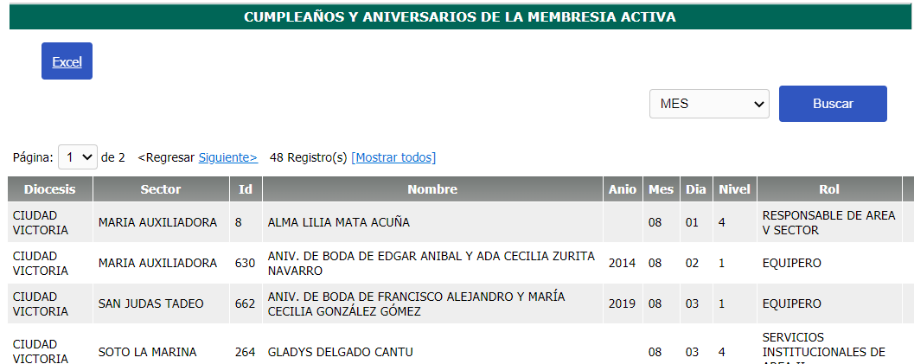 CUMPLEAÑOS Y ANIVERSARIOS DE LA MEMBRESIA ACTIVA
Excel
MES Buscar
Página: 1 de 2 <Regresar Siguiente> 48 Registro(s) [Mostrar todos]
Diocesis Sector Id Nombre Anio Mes Dia Nivel Rol
CIUDAD VICTORIA MARIA AUXILIADORA 8 ALMA LILIA MATA ACUÑA 08 01 4 RESPONSABLE DE AREA V SECTOR
CIUDAD VICTORIA MARIA AUXILIADORA 630 ANIV. DE BODA DE EDGAR ANIBAL Y ADA CECILIA ZURITA NAVARRO 2014 08 02 1 EQUIPERO
CIUDAD VICTORIA SAN JUDAS TADEO 662 ANIV. DE BODA DE FRANCISCO ALEJANDRO Y MARÍA CECILIA GONZÁLEZ GÓMEZ 2019 08 03 1 EQUIPERO
CIUDAD VICTORIA SOTO LA MARINA 264 GLADYS DELGADO CANTU 08 03 4 SERVICIOS INSTITUCIONALES DE